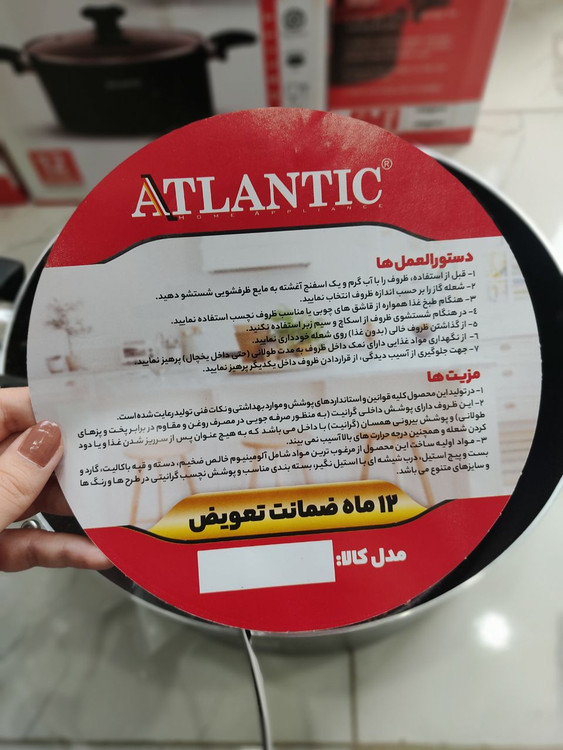 ATLANTIC®
HOME APPLIANCE
دستورالعمل ها
۱- قبل از استفاده، ظروف را با آب گرم و یک اسفنج آغشته به مایع ظرفشویی شستشو دهید.
۲- شعله گاز را بر حسب اندازه ظروف انتخاب نمایید.
۳- هنگام طبخ غذا همواره از قاشق های چوبی یا مناسب ظروف نچسب استفاده نمایید.
٤- در هنگام شستشوی ظروف از اسکاچ و سیم زبر استفاده نکنید.
۵- از گذاشتن ظروف خالی (بدون غذا) روی شعله خودداری نمایید.
٦- از نگهداری مواد غذایی دارای نمک داخل ظروف به مدت طولانی (حتی داخل یخچال) پرهیز نمایید.
۷- جهت جلوگیری از آسیب دیدگی، از قراردادن ظروف داخل یکدیگر پرهیز نمایید.
مزیت ها
۱- در تولید این محصول کلیه قوانین و استانداردهای پوشش و موارد بهداشتی و نکات فنی تولید رعایت شده است.
۲- این ظروف دارای پوشش داخلی گرانیت (به منظور صرفه جویی در مصرف روغن و مقاوم در برابر پخت و پزهای
طولانی) و پوشش بیرونی همسان (گرانیت) با داخل می باشد که به هیچ عنوان پس از سرریز شدن غذا و یا دود
کردن شعله و همچنین درجه حرارت های بالا آسیب نمی بیند.
۳- مواد اولیه ساخت این محصول از مرغوب ترین مواد شامل آلومینیوم خالص ضخیم، دسته و قپه باکالیت، گارد و
بست و پیچ استیل، درب شیشه ای با استیل نگیر، بسته بندی مناسب و پوشش نچسب گرانیتی در طرح ها و رنگ ها
و سایزهای متنوع می باشد.
۱۲ ماه ضمانت تعویض
مدل کالا: